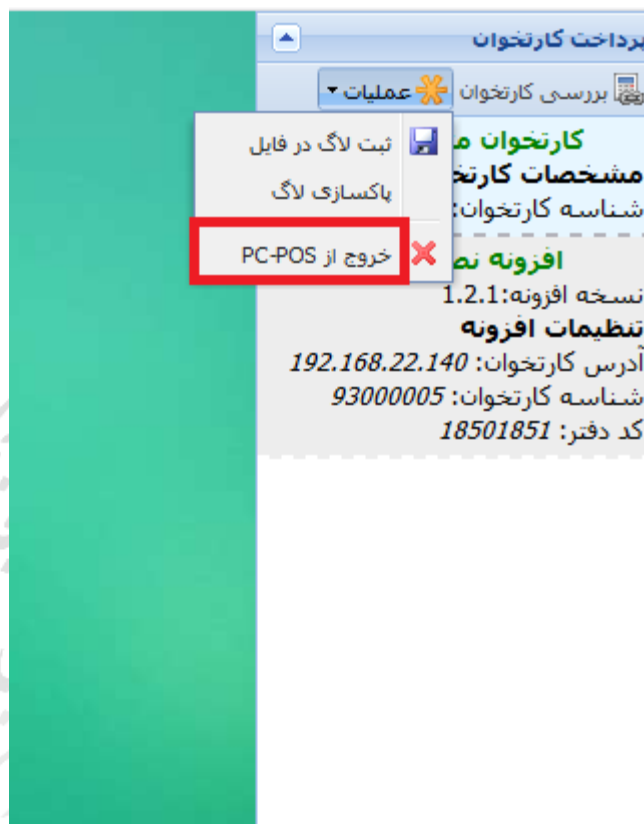 پرداخت کارتخوان
بررسی کارتخوان عملیات
ثبت لاگ در فایل
پاکسازی لاگ
خروج از PC-POS
کارتخوان
مشخصات
شناسه کارتخوان:
افزونه
نسخه افزونه:1.2.1
تنظیمات افزونه
آدرس کارتخوان: 192.168.22.140
شناسه کارتخوان: 93000005
کد دفتر: 18501851